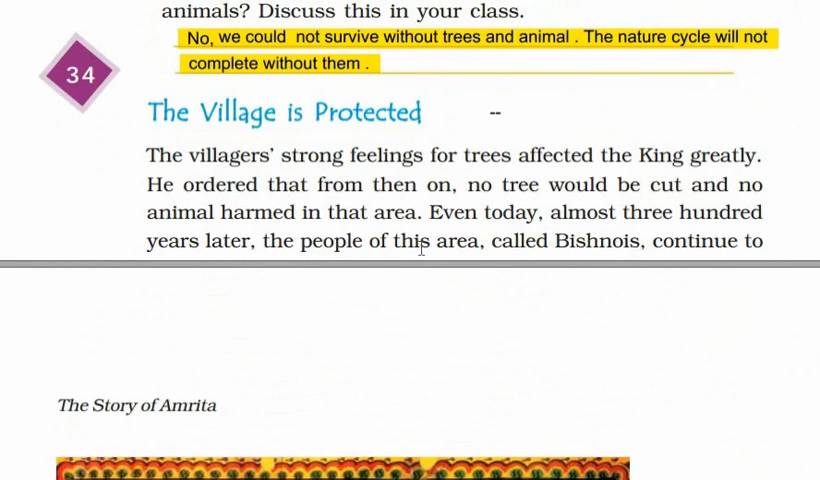 animals? Discuss this in your class.
No, we could not survive without trees and animal . The nature cycle will not
complete without them .
34
The Village is Protected --
The villagers' strong feelings for trees affected the King greatly.
He ordered that from then on, no tree would be cut and no
animal harmed in that area. Even today, almost three hundred
years later, the people of this area, called Bishnois, continue to
The Story of Amrita